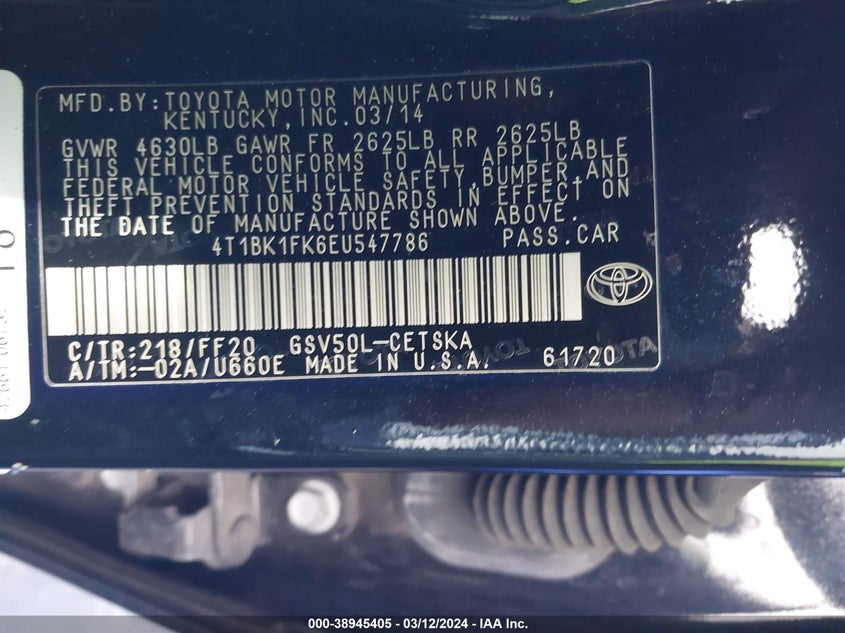 MFD.BY:TOYOTA MOTOR MANUFACTURING,
KENTUCKY,INC.03/14
GVWR 4630LB GAWR FR 2625LB RR 2625LB
THIS VEHICLE CONFORMS TO ALL APPLICABLE
FEDERAL MOTOR VEHICLE SAFETY,BUMPER,AND
THEFT PREVENTION STANDARDS IN EFFECT ON
THE DATE OF MANUFACTURE SHOWN ABOVE.
4T1BK1FK6EU547786 PASS.CAR
C/TR:218/FF20 GSV50L-CETSKA
A/TM:-02A/U660E MADE IN U.S.A. 61720
TOYOTA
000-38945405 - 03/12/2024 - IAA Inc.